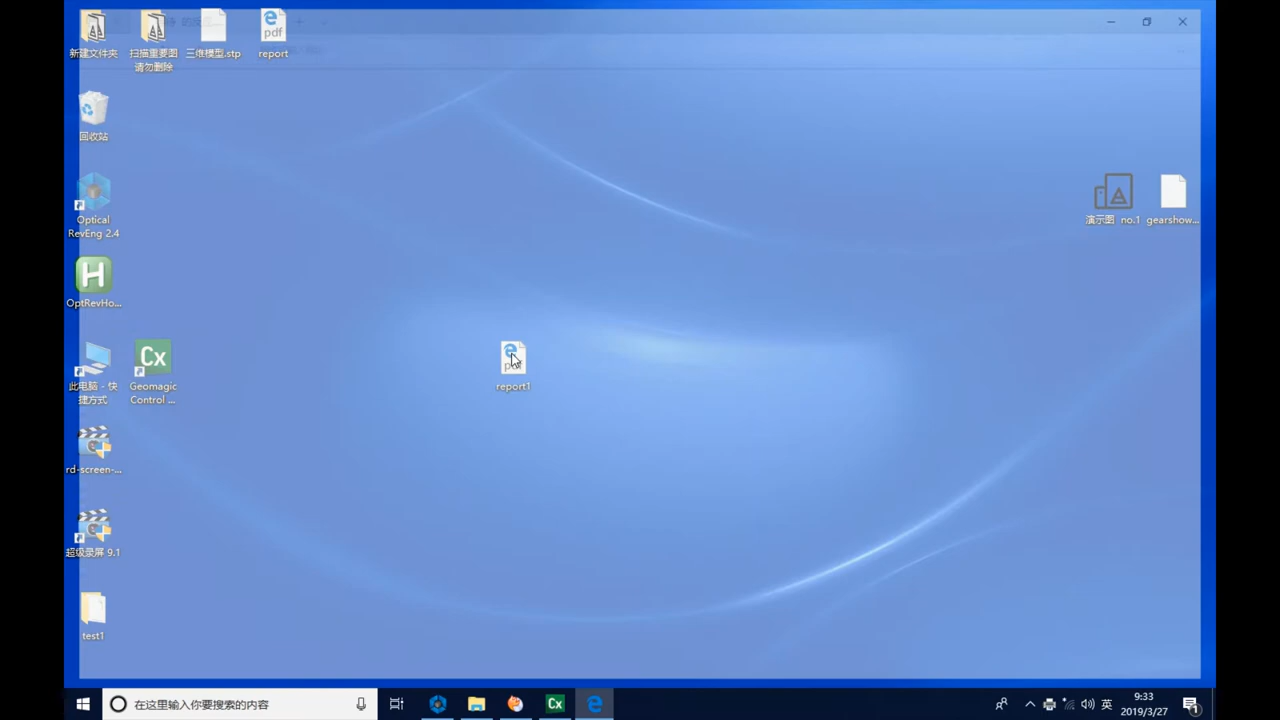 新建文件夹
扫描重要图
请勿删除
三维模型.stp
pdf
report
回收站
Optical
RevEng 2.4
演示图
no.1
gearshow...
H
OptRevHo...
Cx
此电脑 - 快
捷方式
Geomagic
Control ...
report1
rd-screen-...
超级录屏 9.1
test1
在这里输入你要搜索的内容
Cx
英
9:33
2019/3/27
1